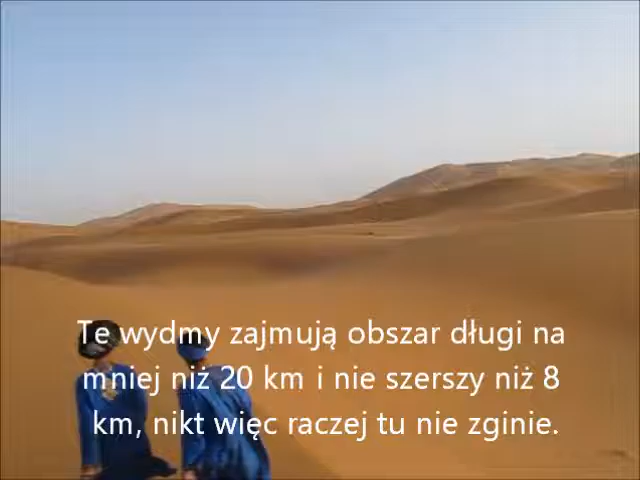 Te wydmy zajmują obszar długi na
mniej niż 20 km i nie szerszy niż 8
km, nikt więc raczej tu nie zginie.